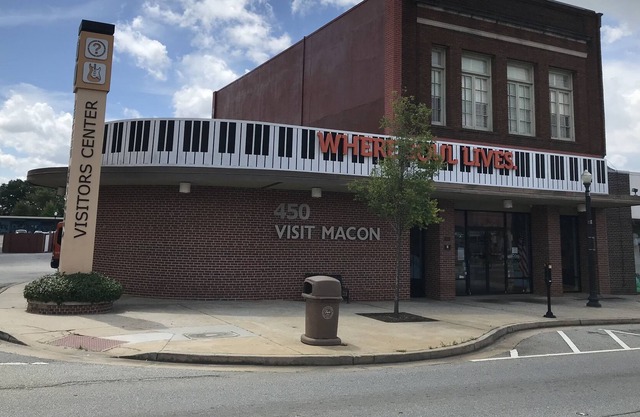 ?
VISITORS CENTER
WHERE SOUL LIVES.
450
VISIT MACON